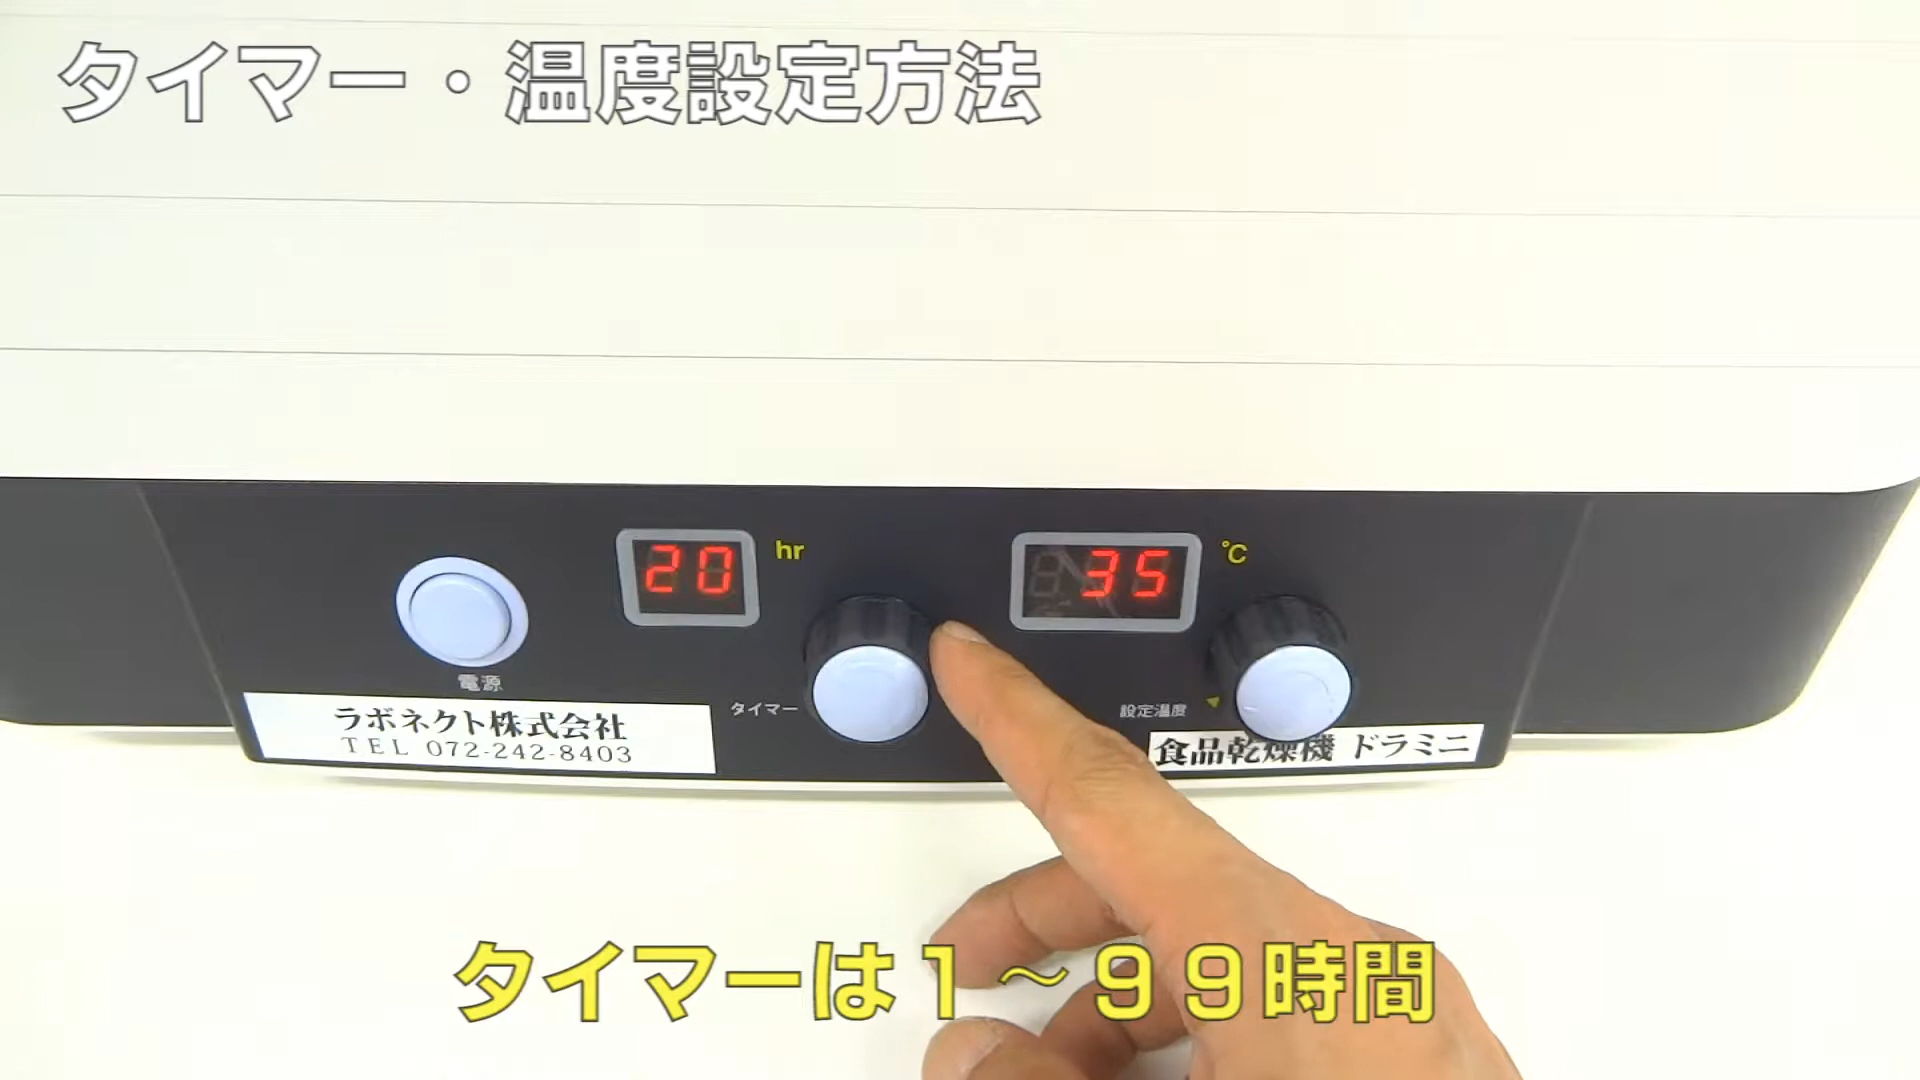 タイマー・温度設定方法
20 hr
35 ℃
電源
タイマー
設定温度
ラボネクト株式会社
TEL 072-242-8403
食品乾燥機 ドラミニ
タイマーは１～９９時間